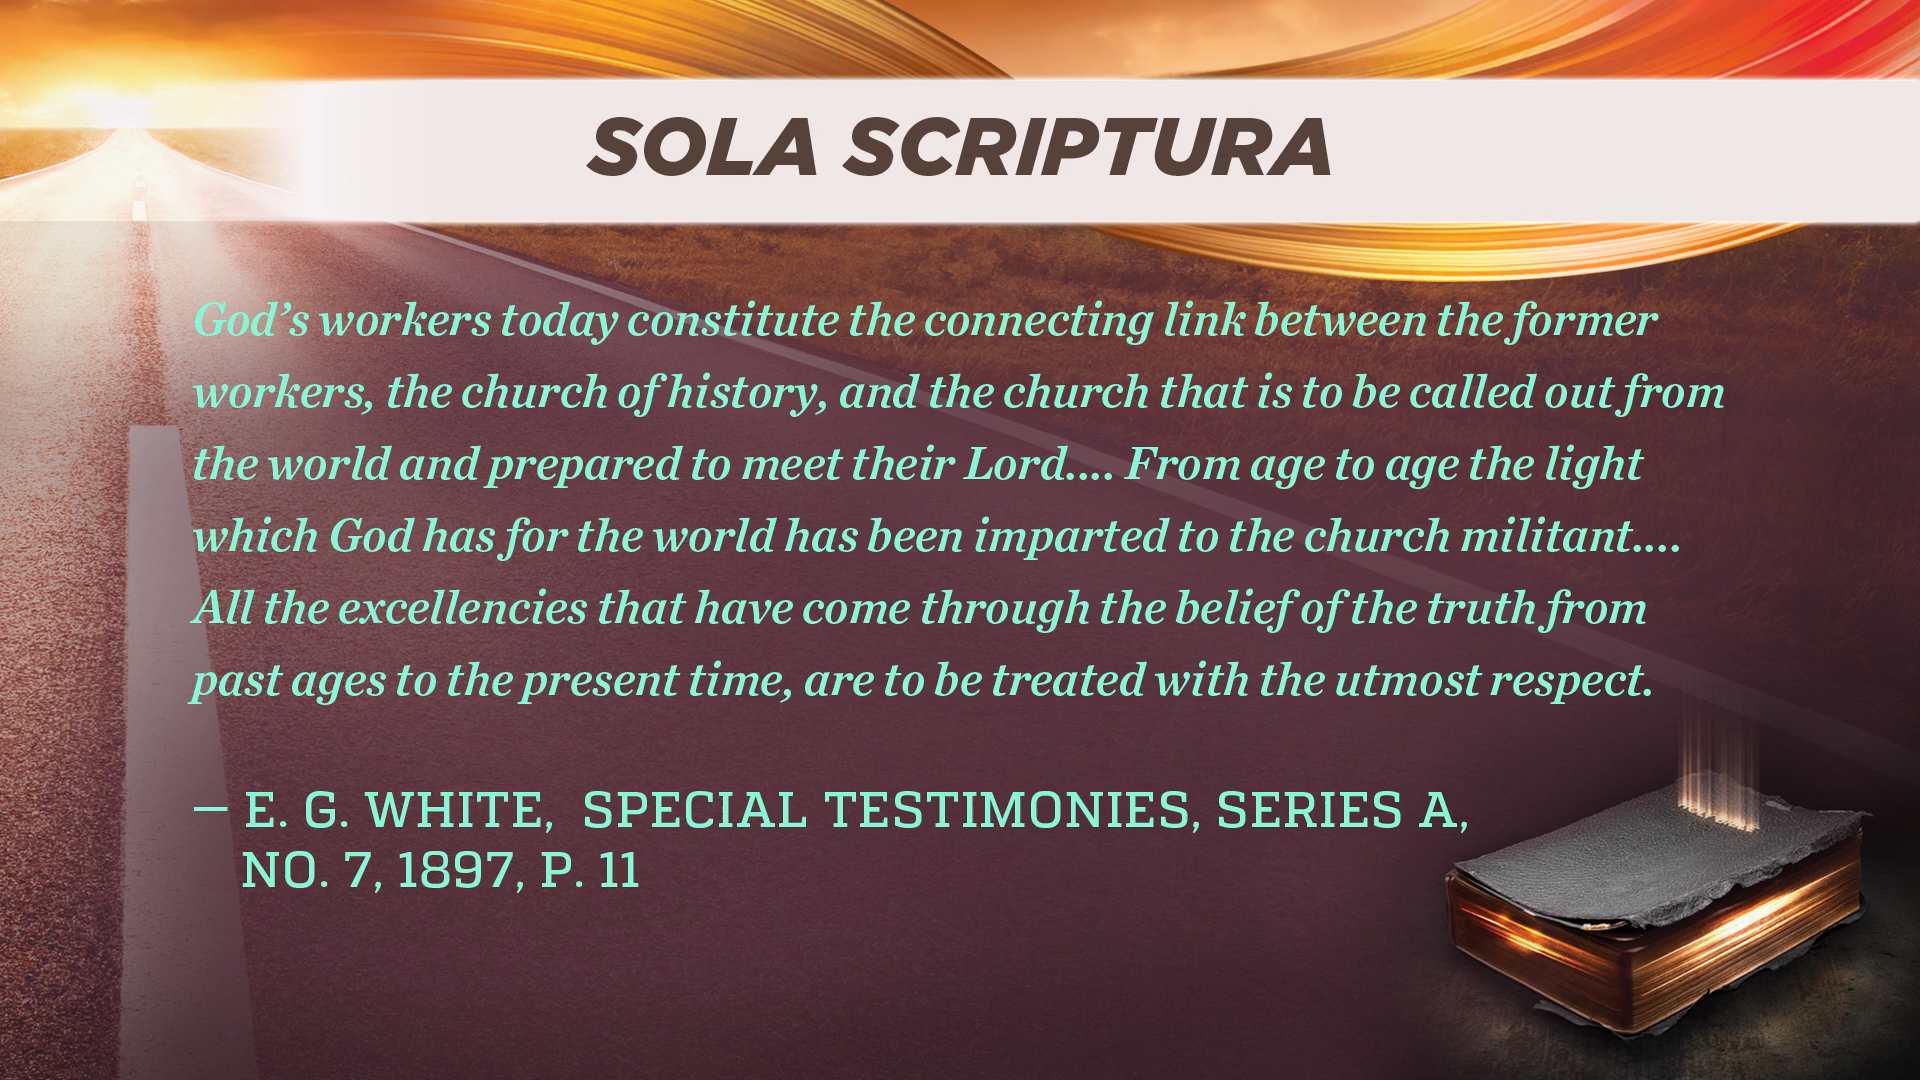 SOLA SCRIPTURA
God’s workers today constitute the connecting link between the former
workers, the church of history, and the church that is to be called out from
the world and prepared to meet their Lord.... From age to age the light
which God has for the world has been imparted to the church militant....
All the excellencies that have come through the belief of the truth from
past ages to the present time, are to be treated with the utmost respect.
— E. G. WHITE, SPECIAL TESTIMONIES, SERIES A,
NO. 7, 1897, P. 11